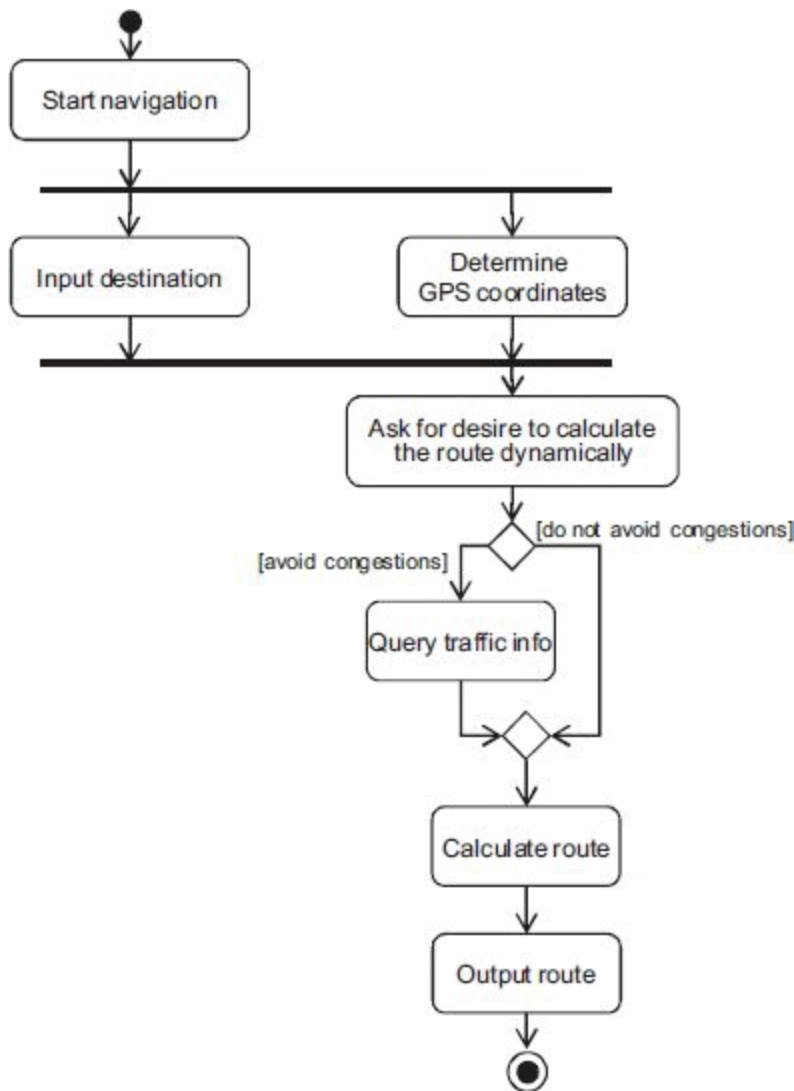 Start navigation
Input destination
Determine
GPS coordinates
Ask for desire to calculate
the route dynamically
[do not avoid congestions]
[avoid congestions]
Query traffic info
Calculate route
Output route